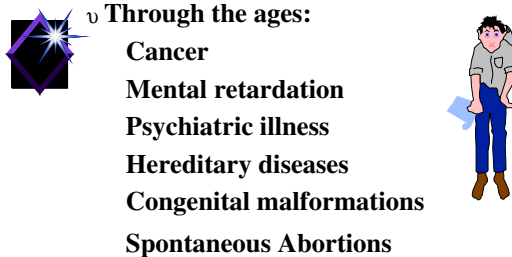 υ Through the ages:
Cancer
Mental retardation
Psychiatric illness
Hereditary diseases
Congenital malformations
Spontaneous Abortions